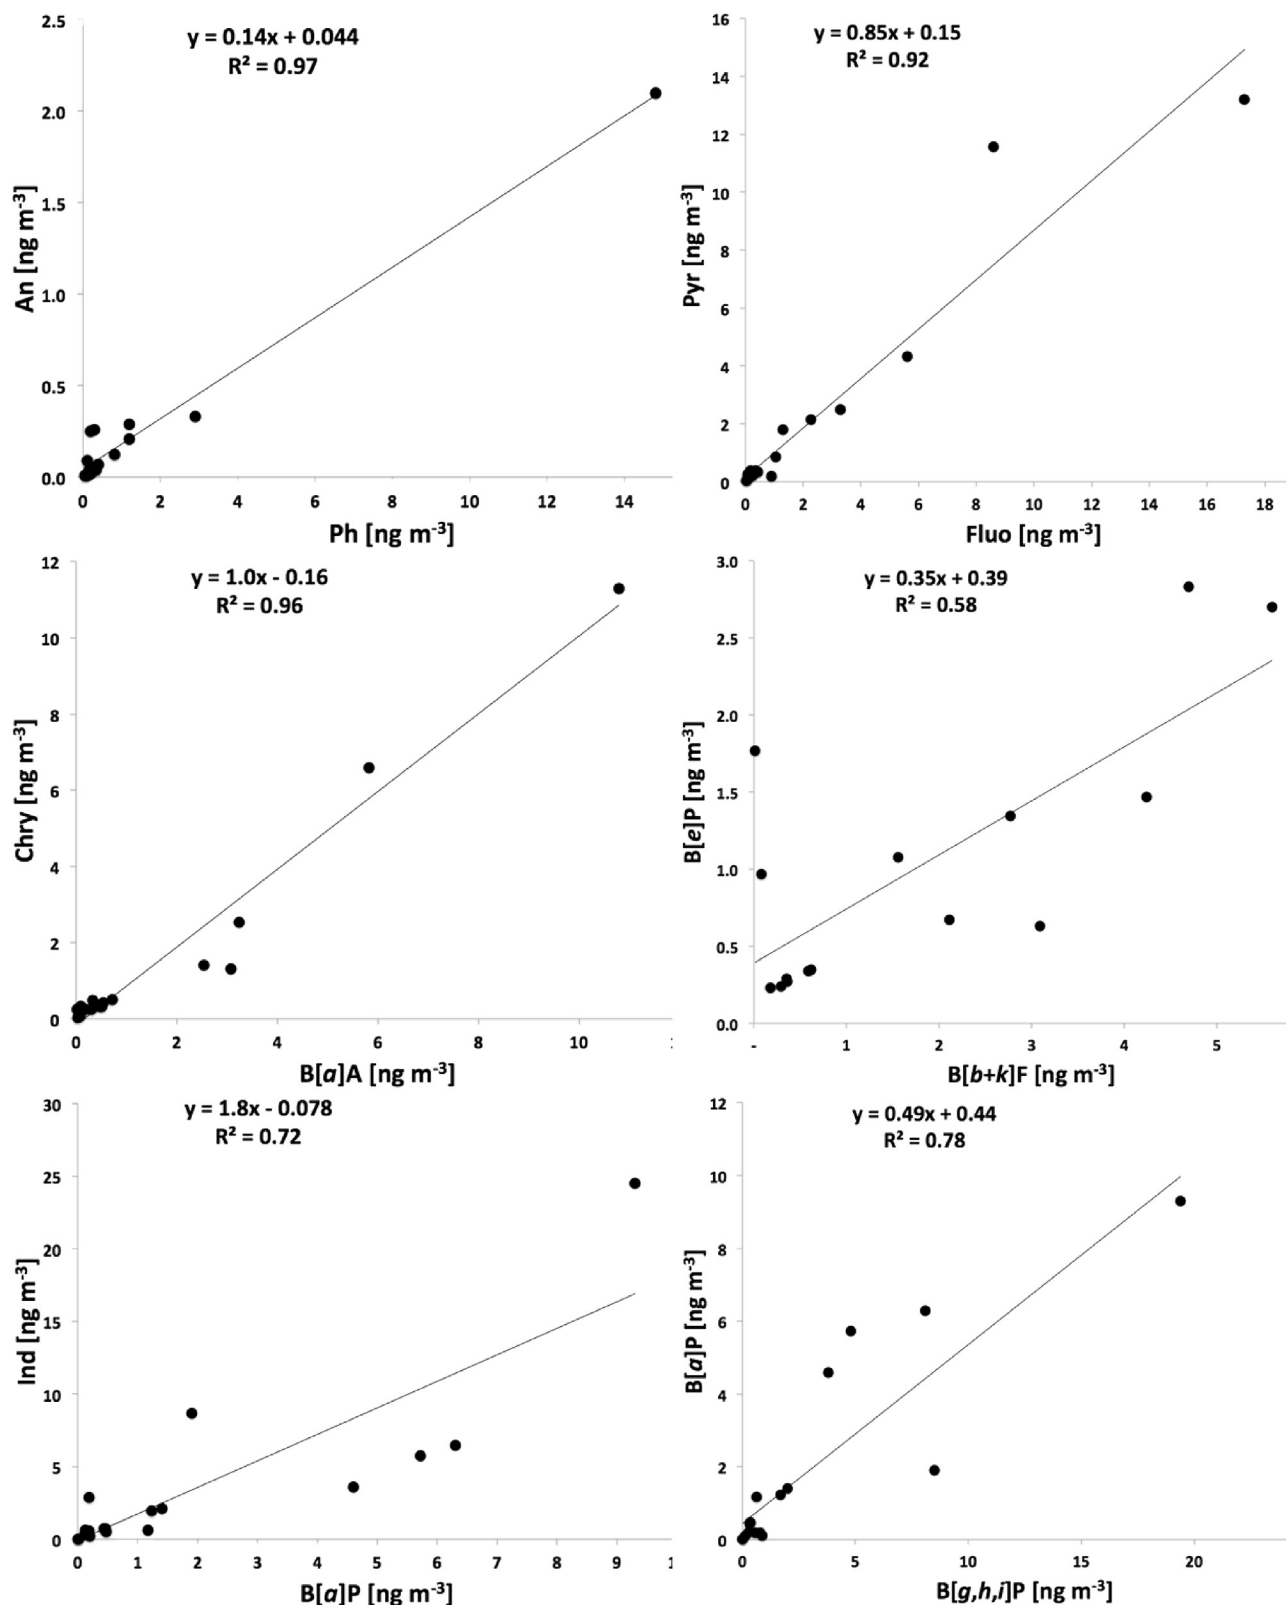 y = 0.14x + 0.044
R² = 0.97
2.5
2.0
1.5
1.0
0.5
0.0
An [ng m⁻³]
0 2 4 6 8 10 12 14
Ph [ng m⁻³]
y = 0.85x + 0.15
R² = 0.92
16
14
12
10
8
6
4
2
0
Pyr [ng m⁻³]
0 2 4 6 8 10 12 14 16 18
Fluo [ng m⁻³]
y = 1.0x - 0.16
R² = 0.96
12
10
8
6
4
2
0
Chry [ng m⁻³]
0 2 4 6 8 10
B[a]A [ng m⁻³]
y = 0.35x + 0.39
R² = 0.58
3.0
2.5
2.0
1.5
1.0
0.5
0.0
B[e]P [ng m⁻³]
- 1 2 3 4 5
B[b+k]F [ng m⁻³]
y = 1.8x - 0.078
R² = 0.72
30
25
20
15
10
5
0
Ind [ng m⁻³]
0 1 2 3 4 5 6 7 8 9
B[a]P [ng m⁻³]
y = 0.49x + 0.44
R² = 0.78
12
10
8
6
4
2
0
B[a]P [ng m⁻³]
0 5 10 15 20
B[g,h,i]P [ng m⁻³]